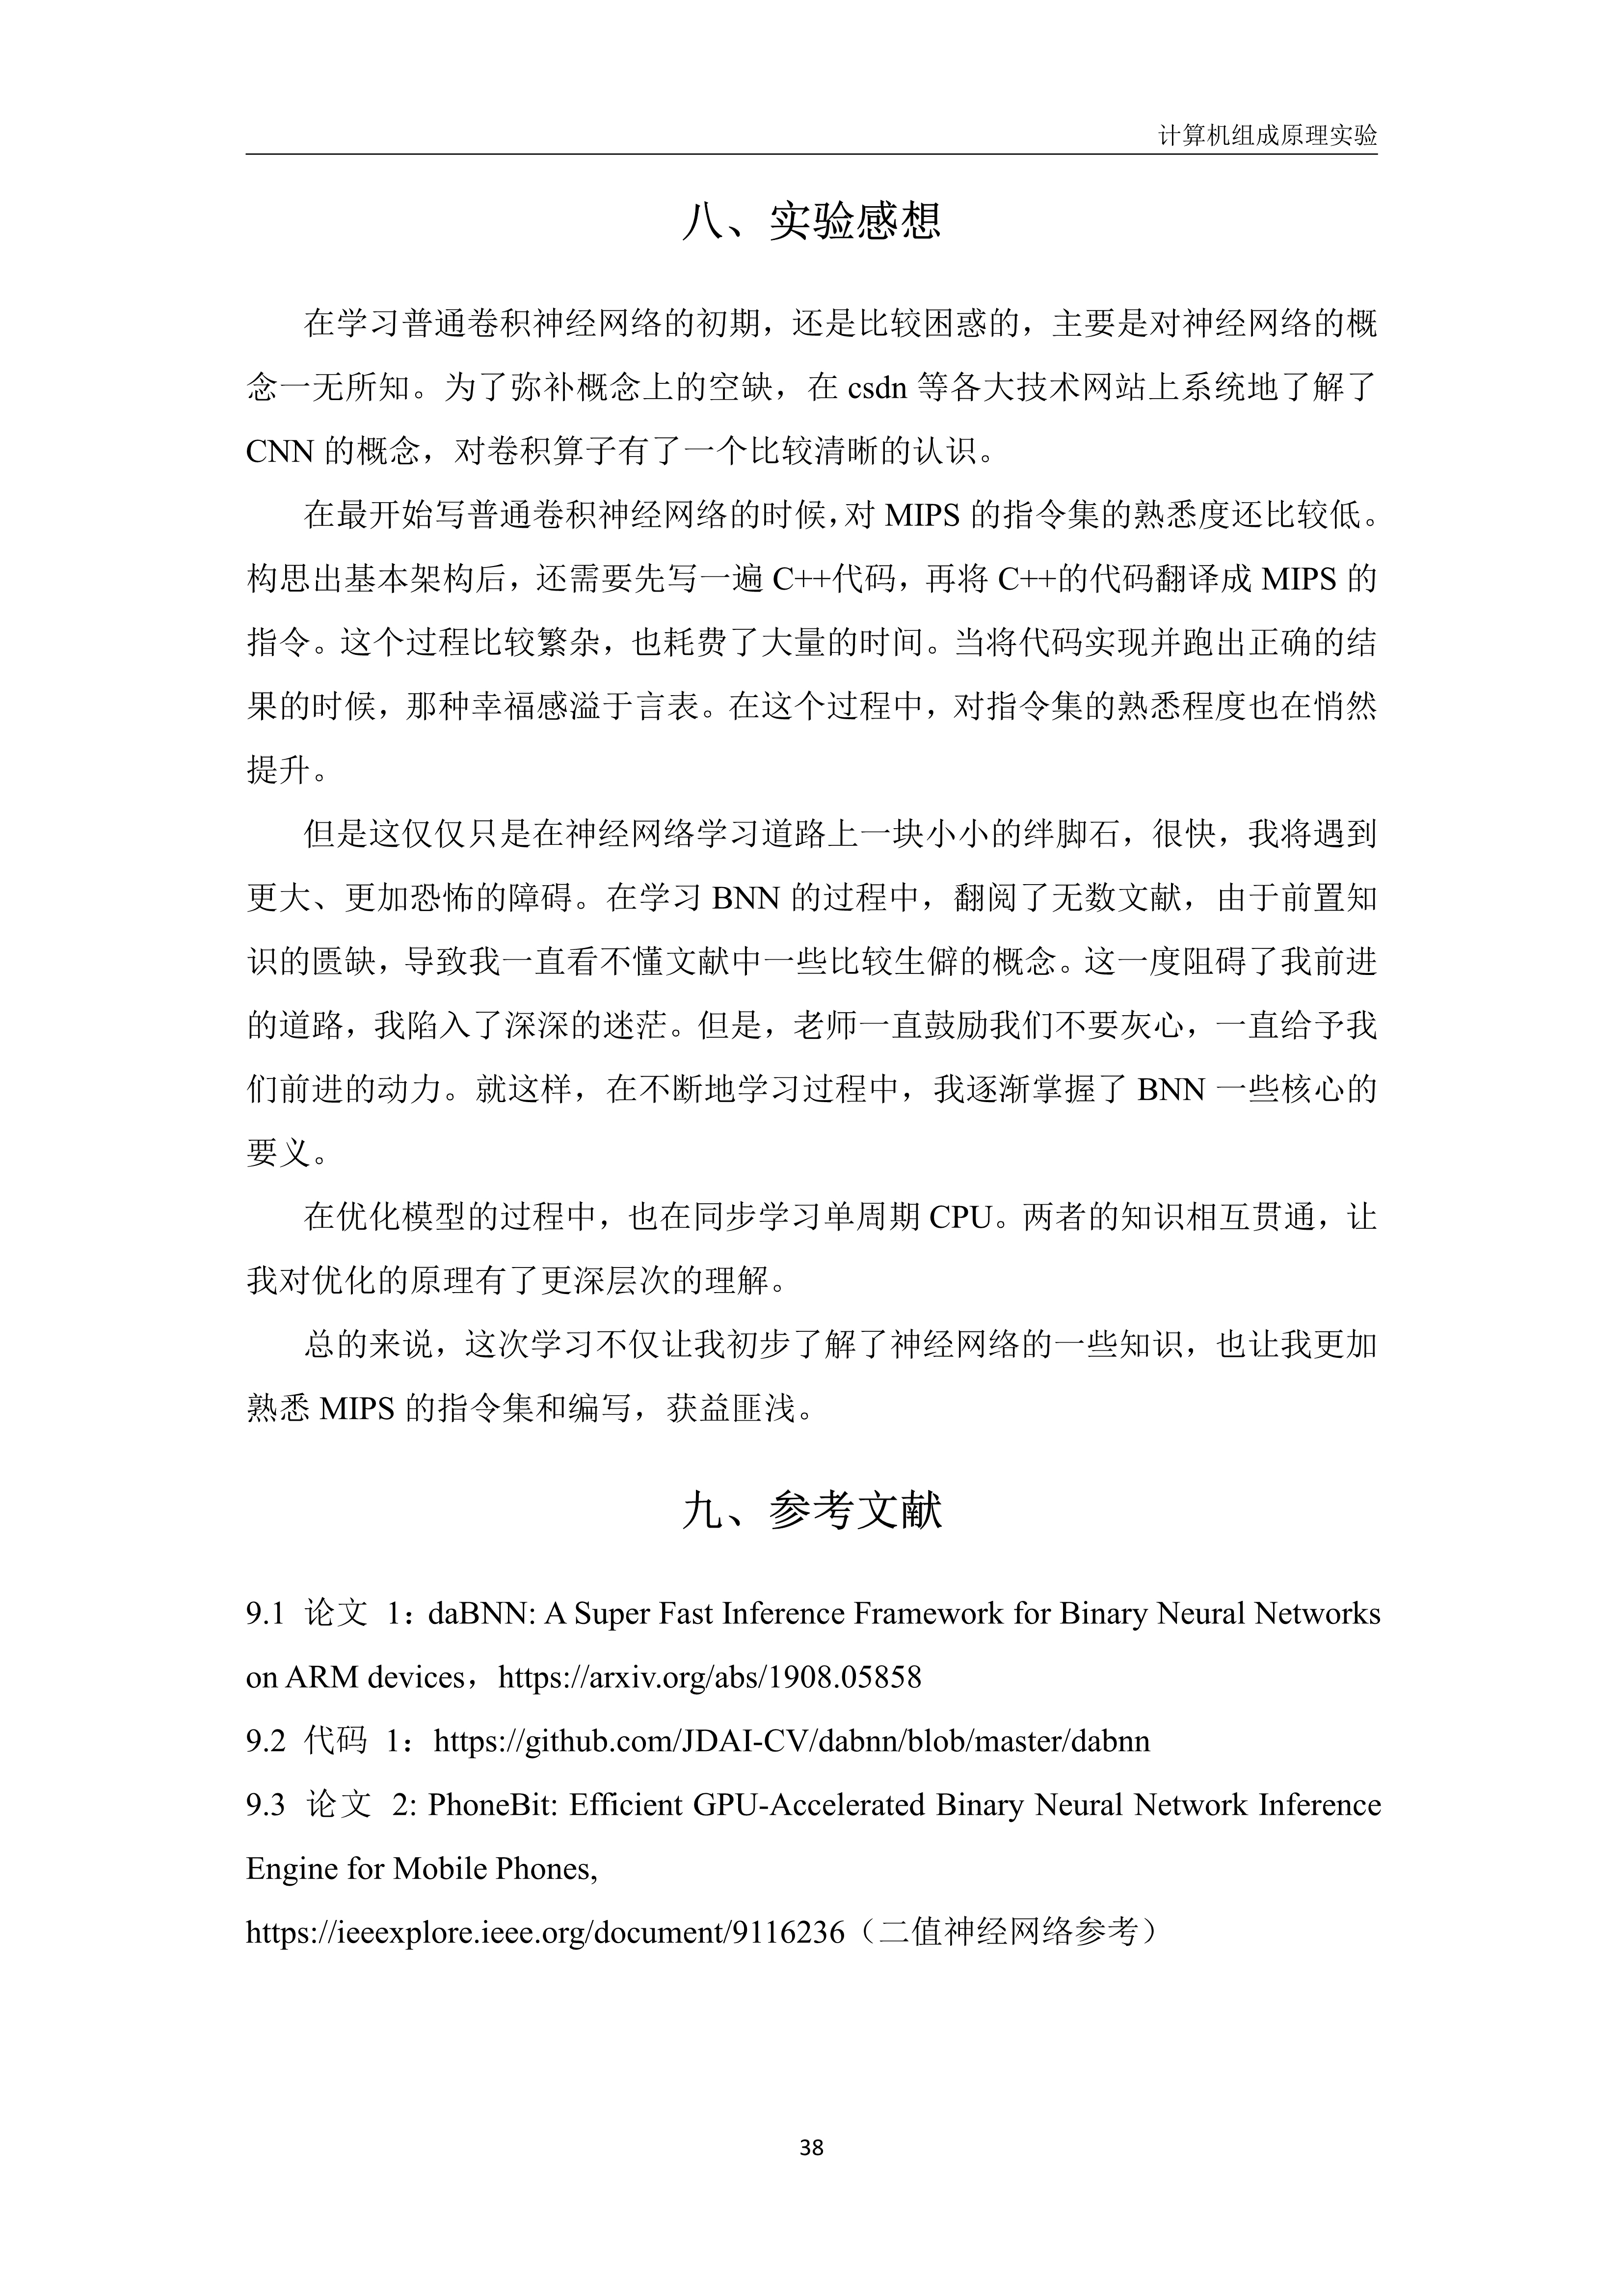 计算机组成原理实验
八、实验感想
在学习普通卷积神经网络的初期，还是比较困惑的，主要是对神经网络的概
念一无所知。为了弥补概念上的空缺，在 csdn 等各大技术网站上系统地了解了
CNN 的概念，对卷积算子有了一个比较清晰的认识。
在最开始写普通卷积神经网络的时候，对 MIPS 的指令集的熟悉度还比较低。
构思出基本架构后，还需要先写一遍 C++代码，再将 C++的代码翻译成 MIPS 的
指令。这个过程比较繁杂，也耗费了大量的时间。当将代码实现并跑出正确的结
果的时候，那种幸福感溢于言表。在这个过程中，对指令集的熟悉程度也在悄然
提升。
但是这仅仅只是在神经网络学习道路上一块小小的绊脚石，很快，我将遇到
更大、更加恐怖的障碍。在学习 BNN 的过程中，翻阅了无数文献，由于前置知
识的匮缺，导致我一直看不懂文献中一些比较生僻的概念。这一度阻碍了我前进
的道路，我陷入了深深的迷茫。但是，老师一直鼓励我们不要灰心，一直给予我
们前进的动力。就这样，在不断地学习过程中，我逐渐掌握了 BNN 一些核心的
要义。
在优化模型的过程中，也在同步学习单周期 CPU。两者的知识相互贯通，让
我对优化的原理有了更深层次的理解。
总的来说，这次学习不仅让我初步了解了神经网络的一些知识，也让我更加
熟悉 MIPS 的指令集和编写，获益匪浅。
九、参考文献
9.1 论文 1：daBNN: A Super Fast Inference Framework for Binary Neural Networks
on ARM devices，https://arxiv.org/abs/1908.05858
9.2 代码 1：https://github.com/JDAI-CV/dabnn/blob/master/dabnn
9.3 论文 2: PhoneBit: Efficient GPU-Accelerated Binary Neural Network Inference
Engine for Mobile Phones,
https://ieeexplore.ieee.org/document/9116236（二值神经网络参考）
38